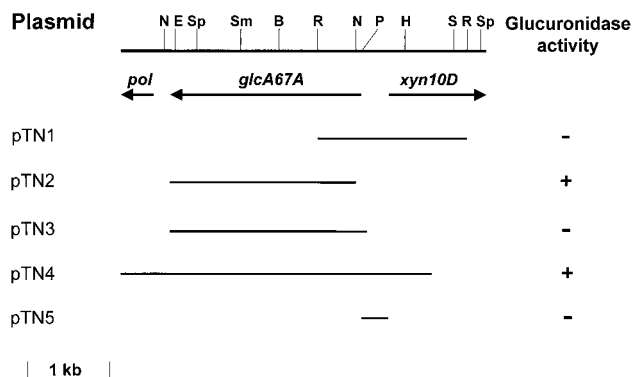 Plasmid N E Sp Sm B R N P H S R Sp Glucuronidase
activity
pol glcA67A xyn10D
pTN1 -
pTN2 +
pTN3 -
pTN4 +
pTN5 -
1 kb